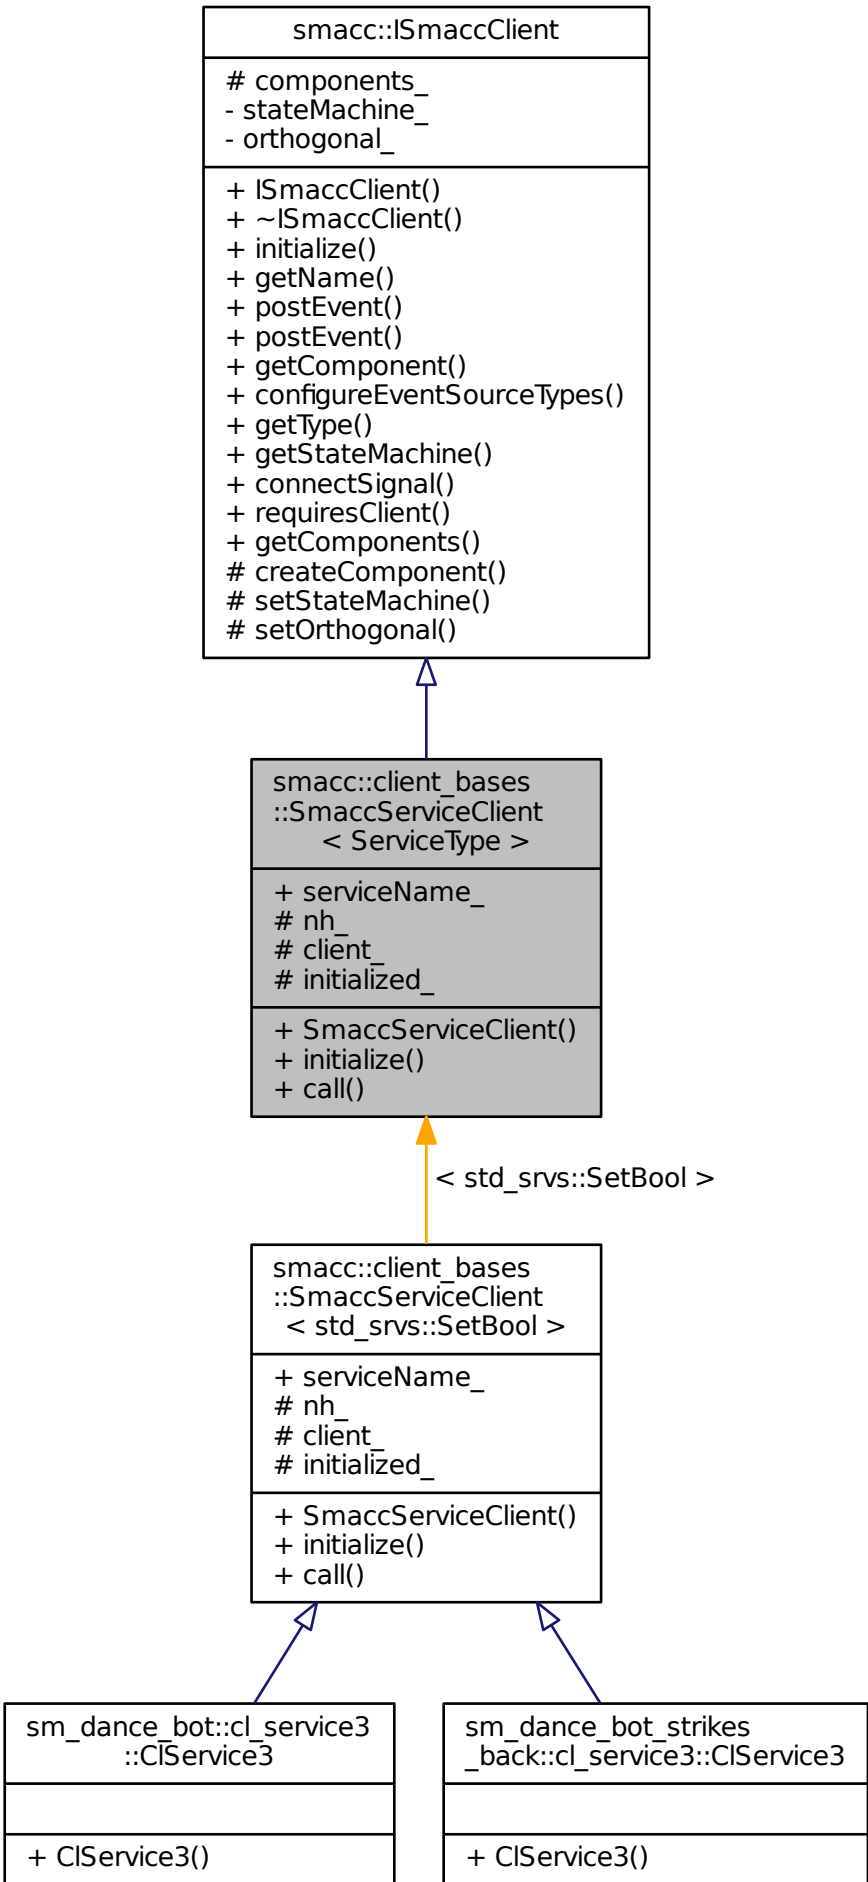 smacc::ISmaccClient
# components_
- stateMachine_
- orthogonal_
+ ISmaccClient()
+ ~ISmaccClient()
+ initialize()
+ getName()
+ postEvent()
+ postEvent()
+ getComponent()
+ configureEventSourceTypes()
+ getType()
+ getStateMachine()
+ connectSignal()
+ requiresClient()
+ getComponents()
# createComponent()
# setStateMachine()
# setOrthogonal()
smacc::client_bases
::SmaccServiceClient
< ServiceType >
+ serviceName_
# nh_
# client_
# initialized_
+ SmaccServiceClient()
+ initialize()
+ call()
< std_srvs::SetBool >
smacc::client_bases
::SmaccServiceClient
< std_srvs::SetBool >
+ serviceName_
# nh_
# client_
# initialized_
+ SmaccServiceClient()
+ initialize()
+ call()
sm_dance_bot::cl_service3
::ClService3
+ ClService3()
sm_dance_bot_strikes
_back::cl_service3::ClService3
+ ClService3()